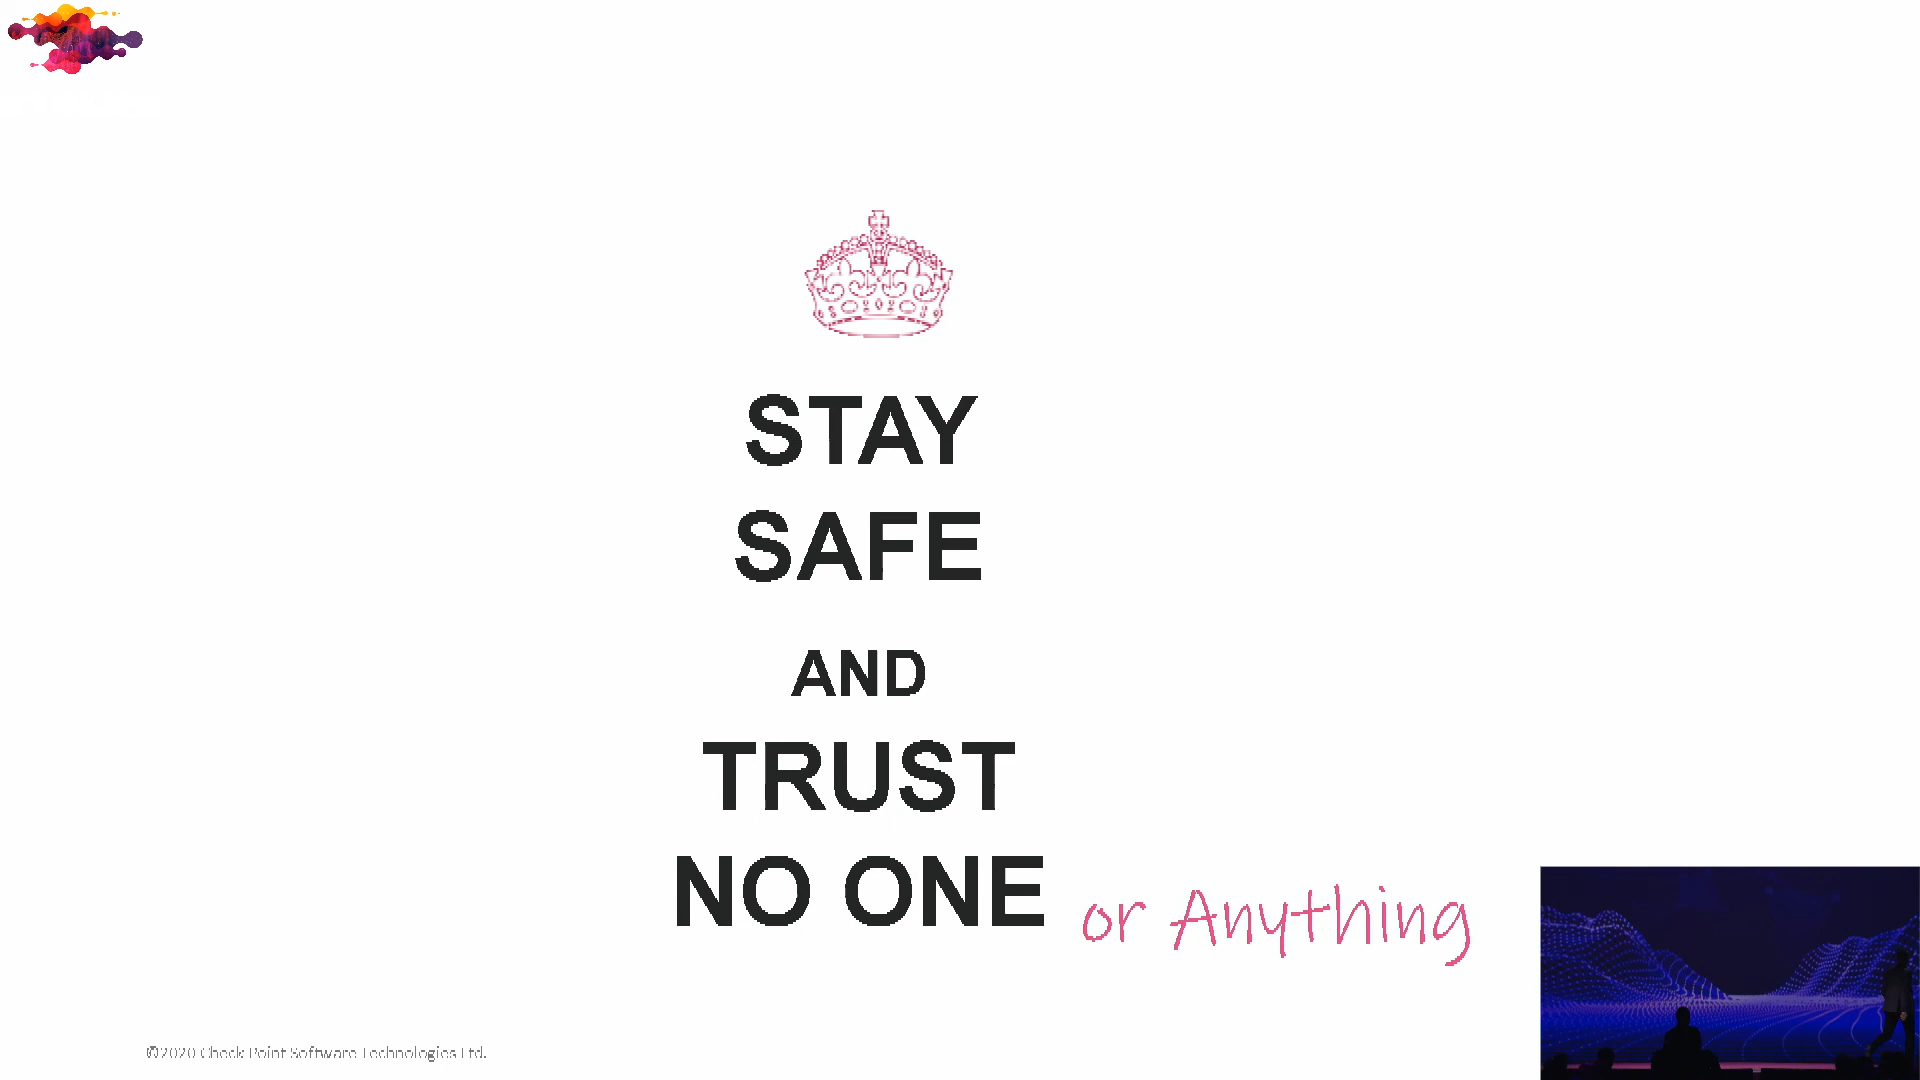 STAY
SAFE
AND
TRUST
NO ONE or Anything
©2020 Check Point Software Technologies Ltd.